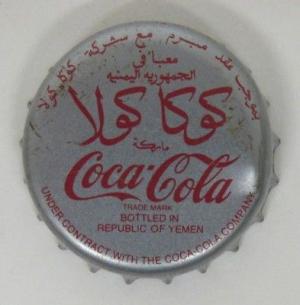 بموجب عقد مبرم مع شركة كوكا كولا
معبأ في
الجمهورية اليمنية
كوكا كولا
ماركة
Coca-Cola
TRADE MARK
BOTTLED IN
REPUBLIC OF YEMEN
UNDER CONTRACT WITH THE COCA-COLA COMPANY